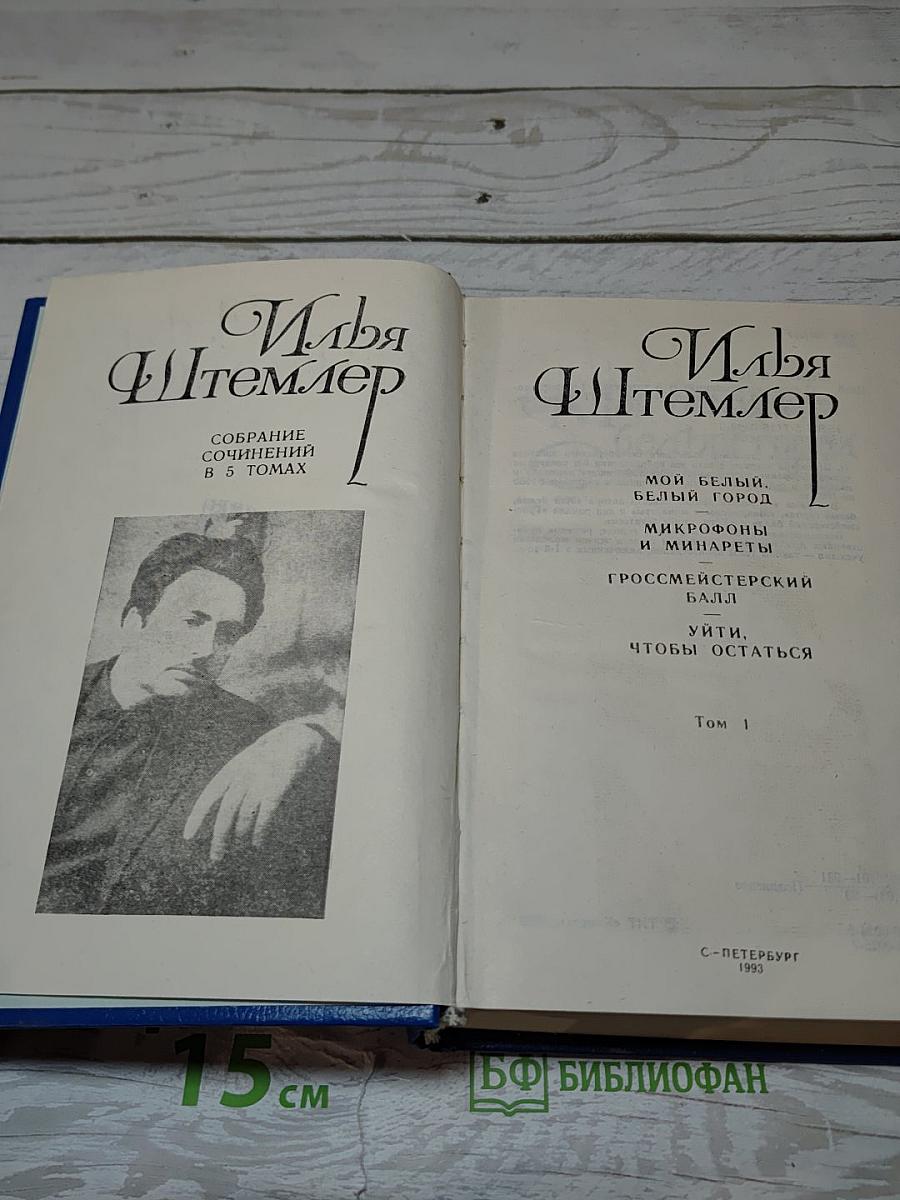 Илья
Штемлер
СОБРАНИЕ
СОЧИНЕНИЙ
В 5 ТОМАХ
Илья
Штемлер
МОЙ БЕЛЫЙ,
БЕЛЫЙ ГОРОД
—
МИКРОФОНЫ
И МИНАРЕТЫ
—
ГРОССМЕЙСТЕРСКИЙ
БАЛЛ
—
УЙТИ,
ЧТОБЫ ОСТАТЬСЯ
Том 1
С-ПЕТЕРБУРГ
1993
15 см
БФ БИБЛИОФАН